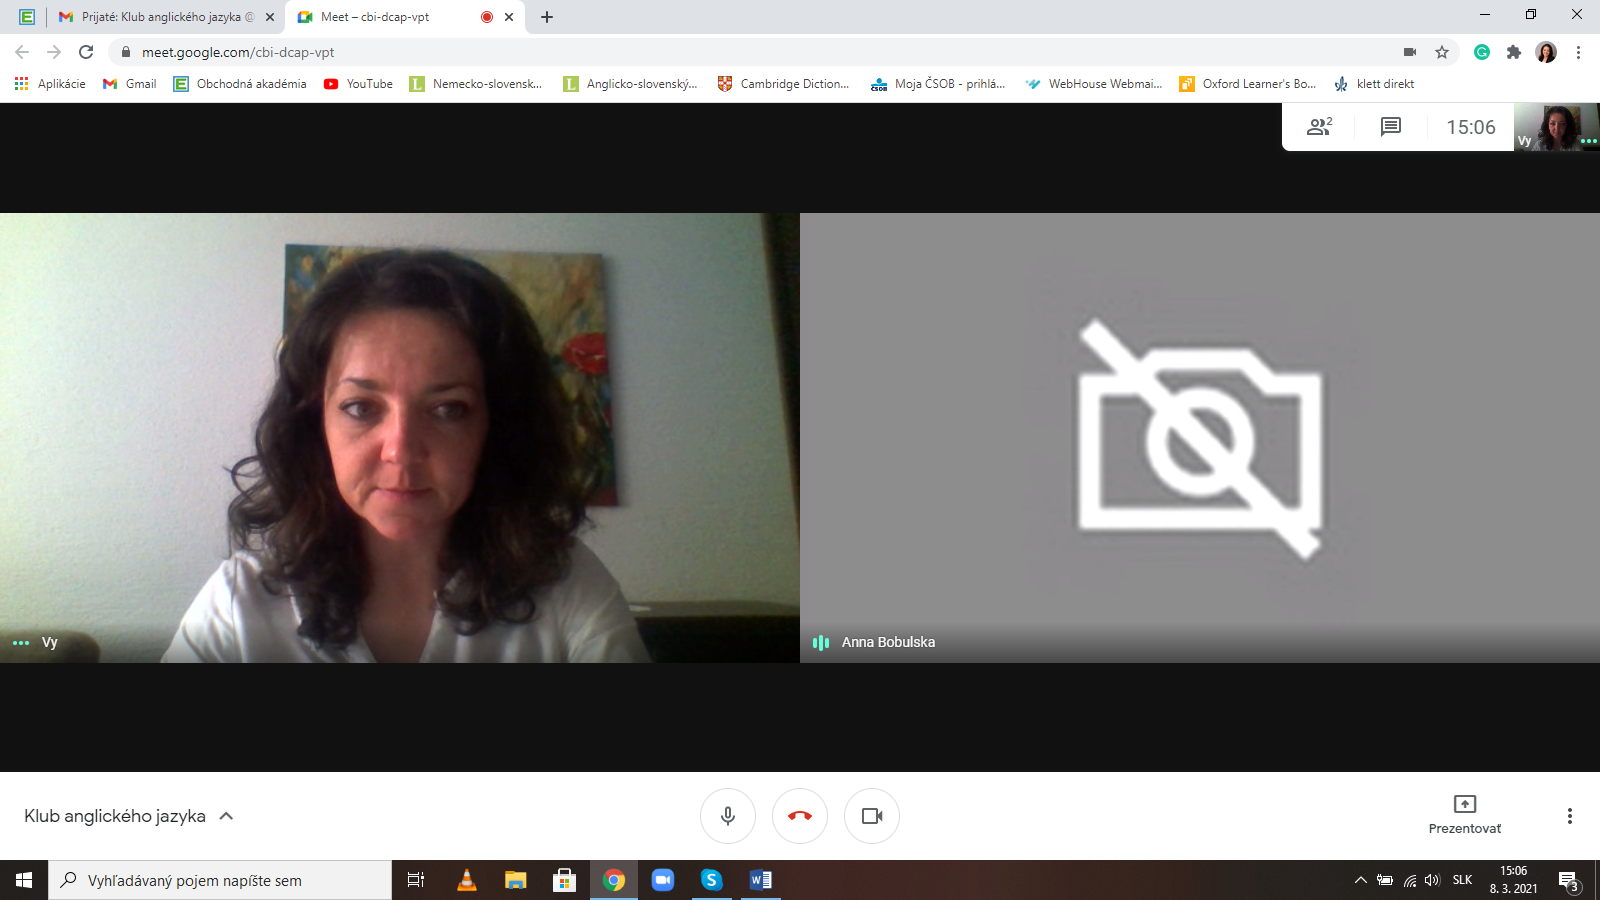 Prijaté: Klub anglického jazyka @
Meet – cbi-dcap-vpt
meet.google.com/cbi-dcap-vpt
Aplikácie
Gmail
Obchodná akadémia
YouTube
Nemecko-slovensk...
Anglicko-slovenský...
Cambridge Diction...
Moja ČSOB - prihlá...
WebHouse Webmai...
Oxford Learner's Bo...
klett direkt
2
15:06
Vy
Vy
Anna Bobulska
Klub anglického jazyka
Prezentovať
Vyhľadávaný pojem napíšte sem
SLK
15:06
8. 3. 2021
3